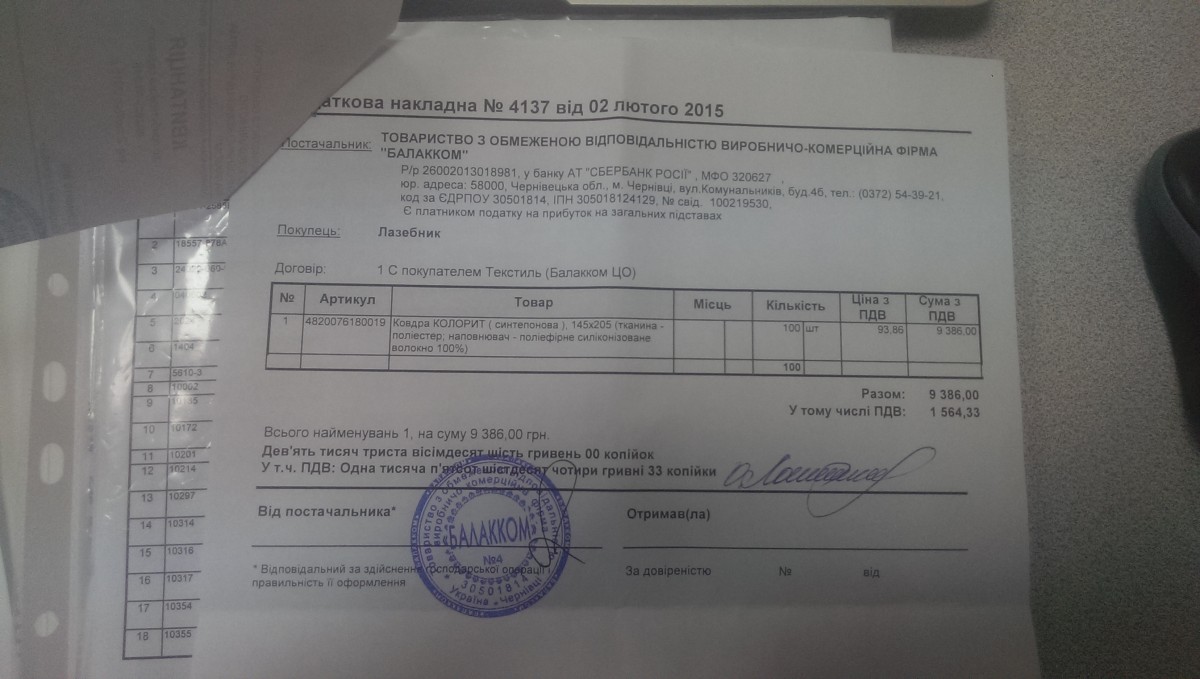 аткова накладна № 4137 від 02 лютого 2015
Постачальник: ТОВАРИСТВО З ОБМЕЖЕНОЮ ВІДПОВІДАЛЬНІСТЮ ВИРОБНИЧО-КОМЕРЦІЙНА ФІРМА
"БАЛАККОМ"
Р/р 26002013018981, у банку АТ "СБЕРБАНК РОСІЇ" , МФО 320627 ,
юр. адреса: 58000, Чернівецька обл., м. Чернівці, вул.Комунальників, буд.4б, тел.: (0372) 54-39-21,
код за ЄДРПОУ 30501814, ІПН 305018124129, № свід. 100219530,
Є платником податку на прибуток на загальних підставах
Покупець: Лазебник
Договір: 1 С покупателем Текстиль (Балакком ЦО)
№ Артикул Товар Місць Кількість Ціна з ПДВ Сума з ПДВ
1 4820076180019 Ковдра КОЛОРИТ ( синтепонова ), 145х205 (тканина - 100 шт 93,86 9 386,00
поліестер; наповнювач - поліефірне силіконізоване
волокно 100%)
100
Разом: 9 386,00
У тому числі ПДВ: 1 564,33
Всього найменувань 1, на суму 9 386,00 грн.
Дев'ять тисяч триста вісімдесят шість гривень 00 копійок
У т.ч. ПДВ: Одна тисяча п'ятсот шістдесят чотири гривні 33 копійки
Від постачальника* Отримав(ла)
* Відповідальний за здійснення господарської операції і
правильність її оформлення
За довіреністю № від
"БАЛАККОМ"
№4
30501814
Україна * Чернівці
2 18557-678А
3
4
5
6 1404
7 5610-3
8 10002
9
10 10172
11 10201
12 10214
13 10297
14 10314
15 10316
16 10317
17 10354
18 10355